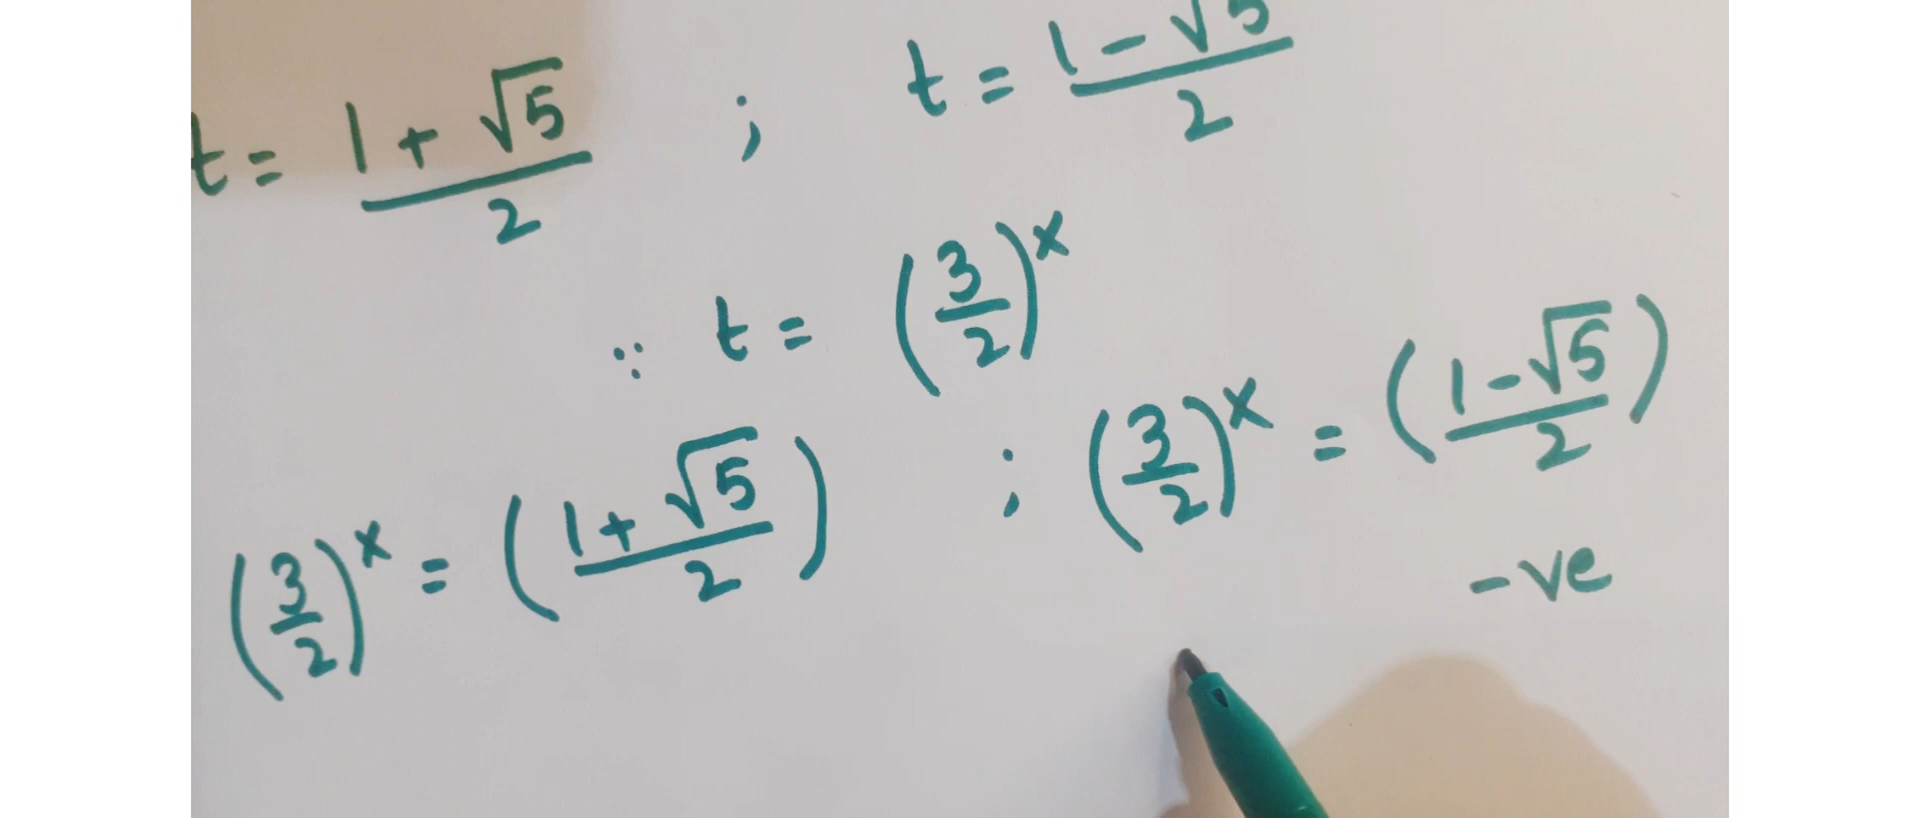 t = (1 + √5)/2 ; t = (1 - √5)/2
∵ t = (3/2)^x
(3/2)^x = ((1 + √5)/2) ; (3/2)^x = ((1 - √5)/2)
-ve